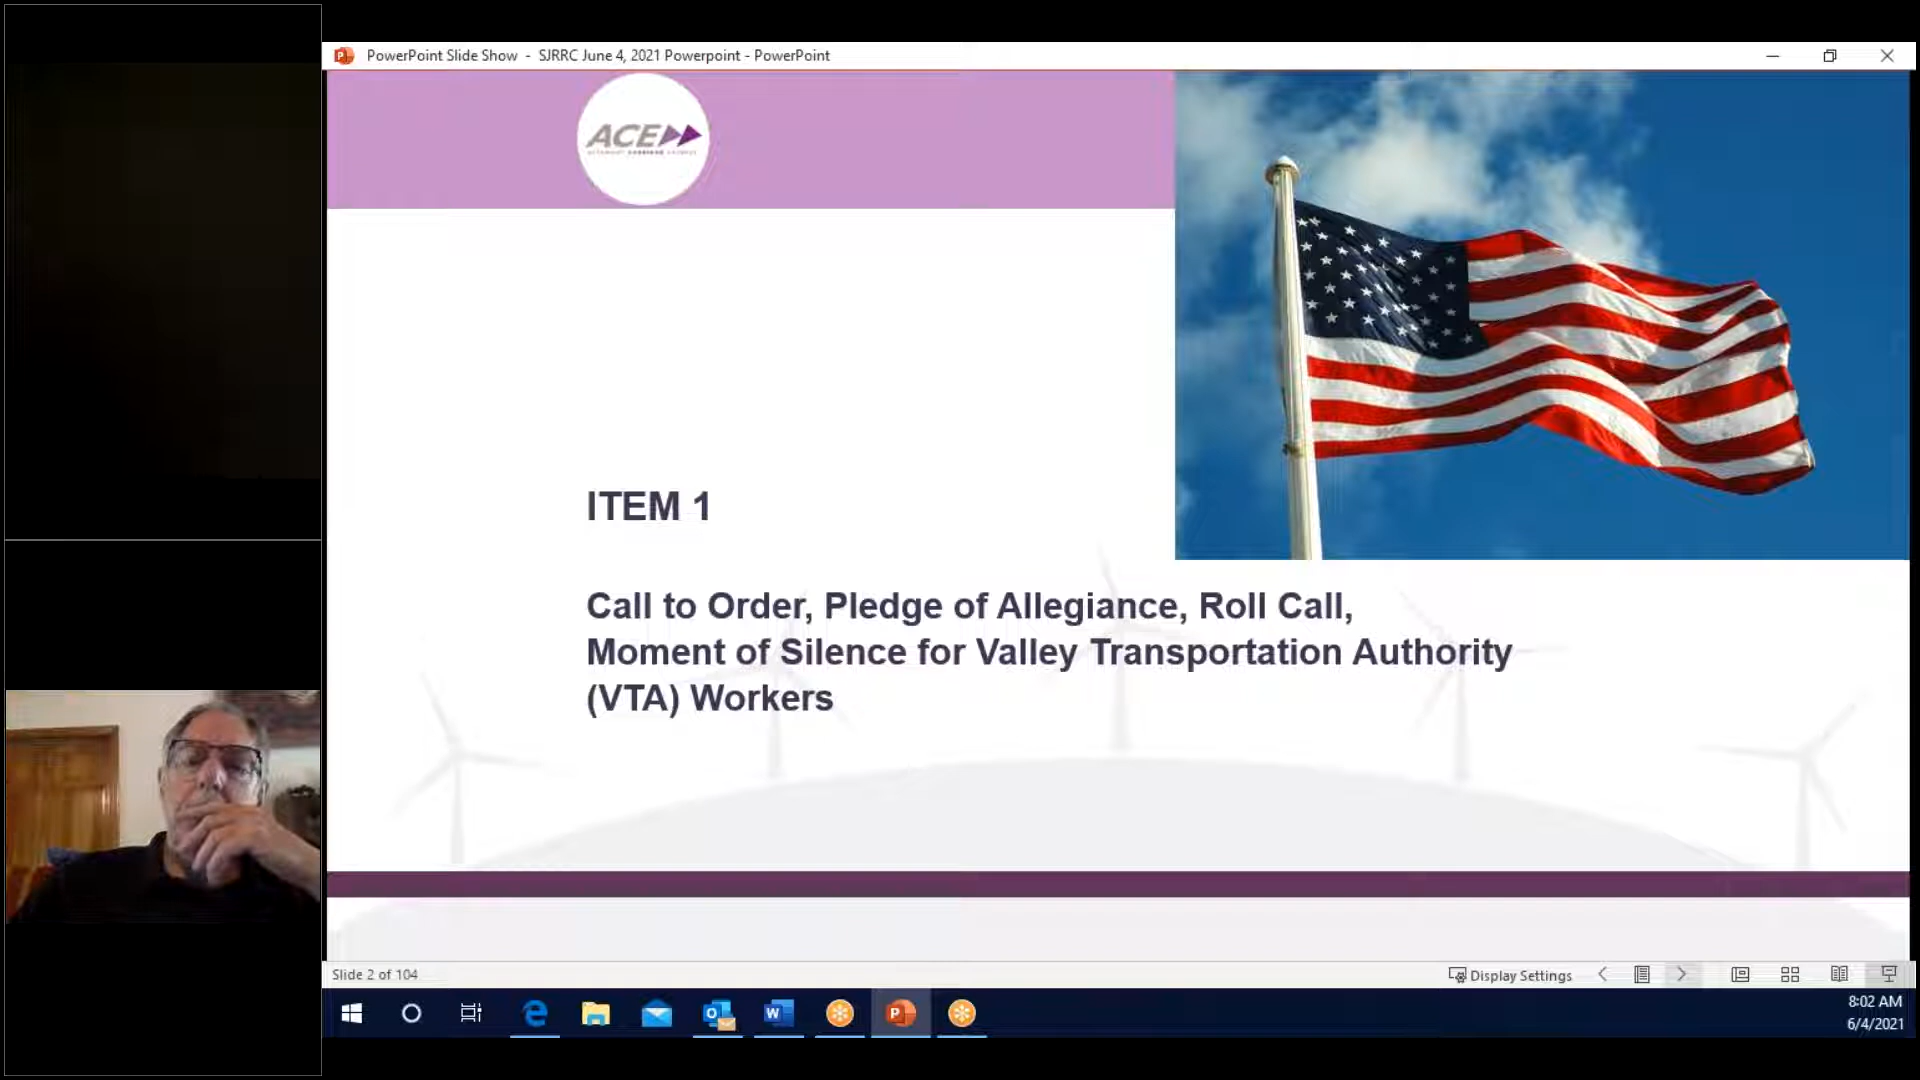 PowerPoint Slide Show - SJRRC June 4, 2021 Powerpoint - PowerPoint
ACE
ITEM 1
Call to Order, Pledge of Allegiance, Roll Call,
Moment of Silence for Valley Transportation Authority
(VTA) Workers
Slide 2 of 104
Display Settings
8:02 AM
6/4/2021